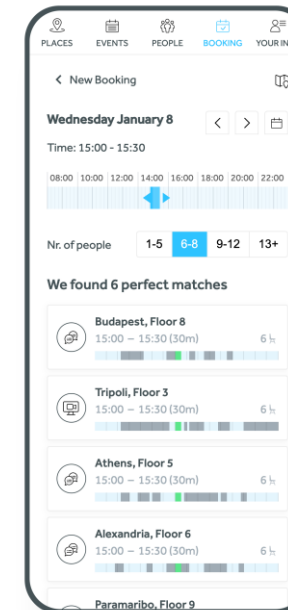 PLACES EVENTS PEOPLE BOOKING YOUR IN
New Booking
Wednesday January 8
Time: 15:00 - 15:30
08:00 10:00 12:00 14:00 16:00 18:00 20:00 22:00
Nr. of people 1-5 6-8 9-12 13+
We found 6 perfect matches
Budapest, Floor 8
15:00 – 15:30 (30m) 6
Tripoli, Floor 3
15:00 – 15:30 (30m) 6
Athens, Floor 5
15:00 – 15:30 (30m) 6
Alexandria, Floor 6
15:00 – 15:30 (30m) 6
Paramaribo, Floor 9